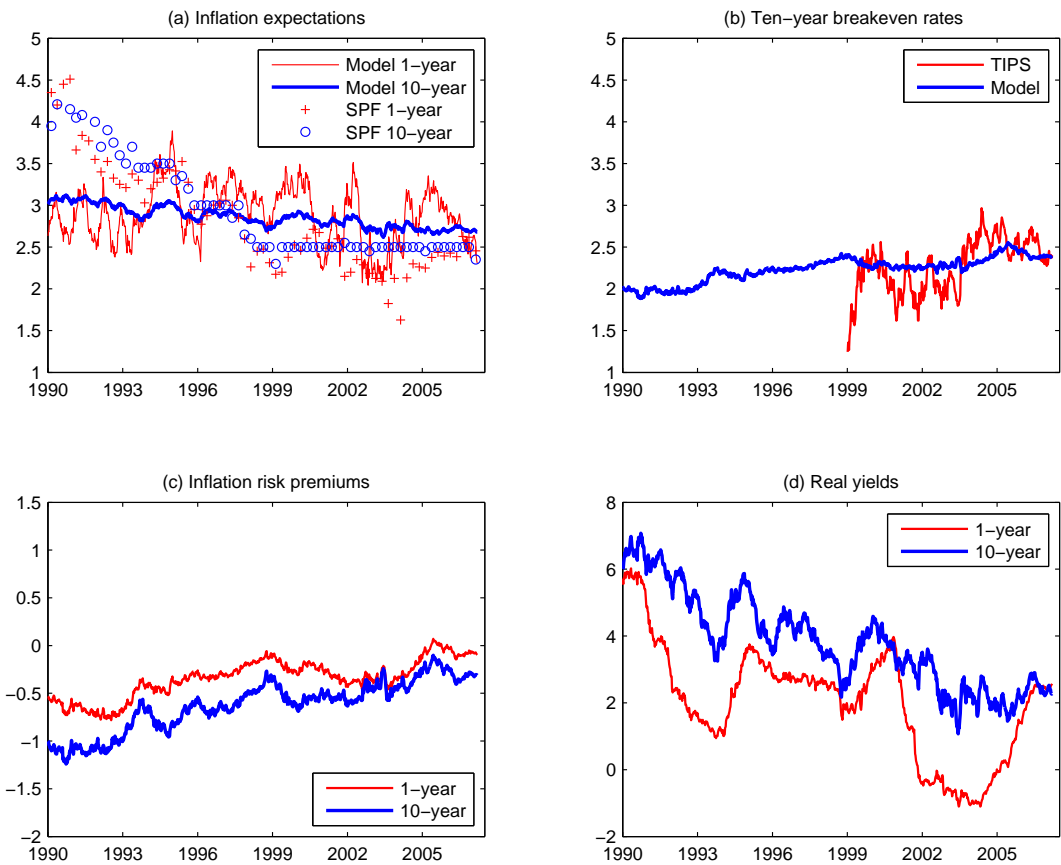 (a) Inflation expectations
5
4.5
4
3.5
3
2.5
2
1.5
1
1990 1993 1996 1999 2002 2005
Model 1−year
Model 10−year
SPF 1−year
SPF 10−year
(b) Ten−year breakeven rates
5
4.5
4
3.5
3
2.5
2
1.5
1
1990 1993 1996 1999 2002 2005
TIPS
Model
(c) Inflation risk premiums
1.5
1
0.5
0
−0.5
−1
−1.5
−2
1990 1993 1996 1999 2002 2005
1−year
10−year
(d) Real yields
8
6
4
2
0
−2
1990 1993 1996 1999 2002 2005
1−year
10−year